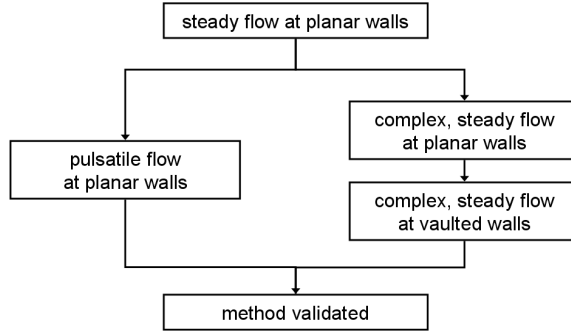 steady flow at planar walls
pulsatile flow
at planar walls
complex, steady flow
at planar walls
complex, steady flow
at vaulted walls
method validated